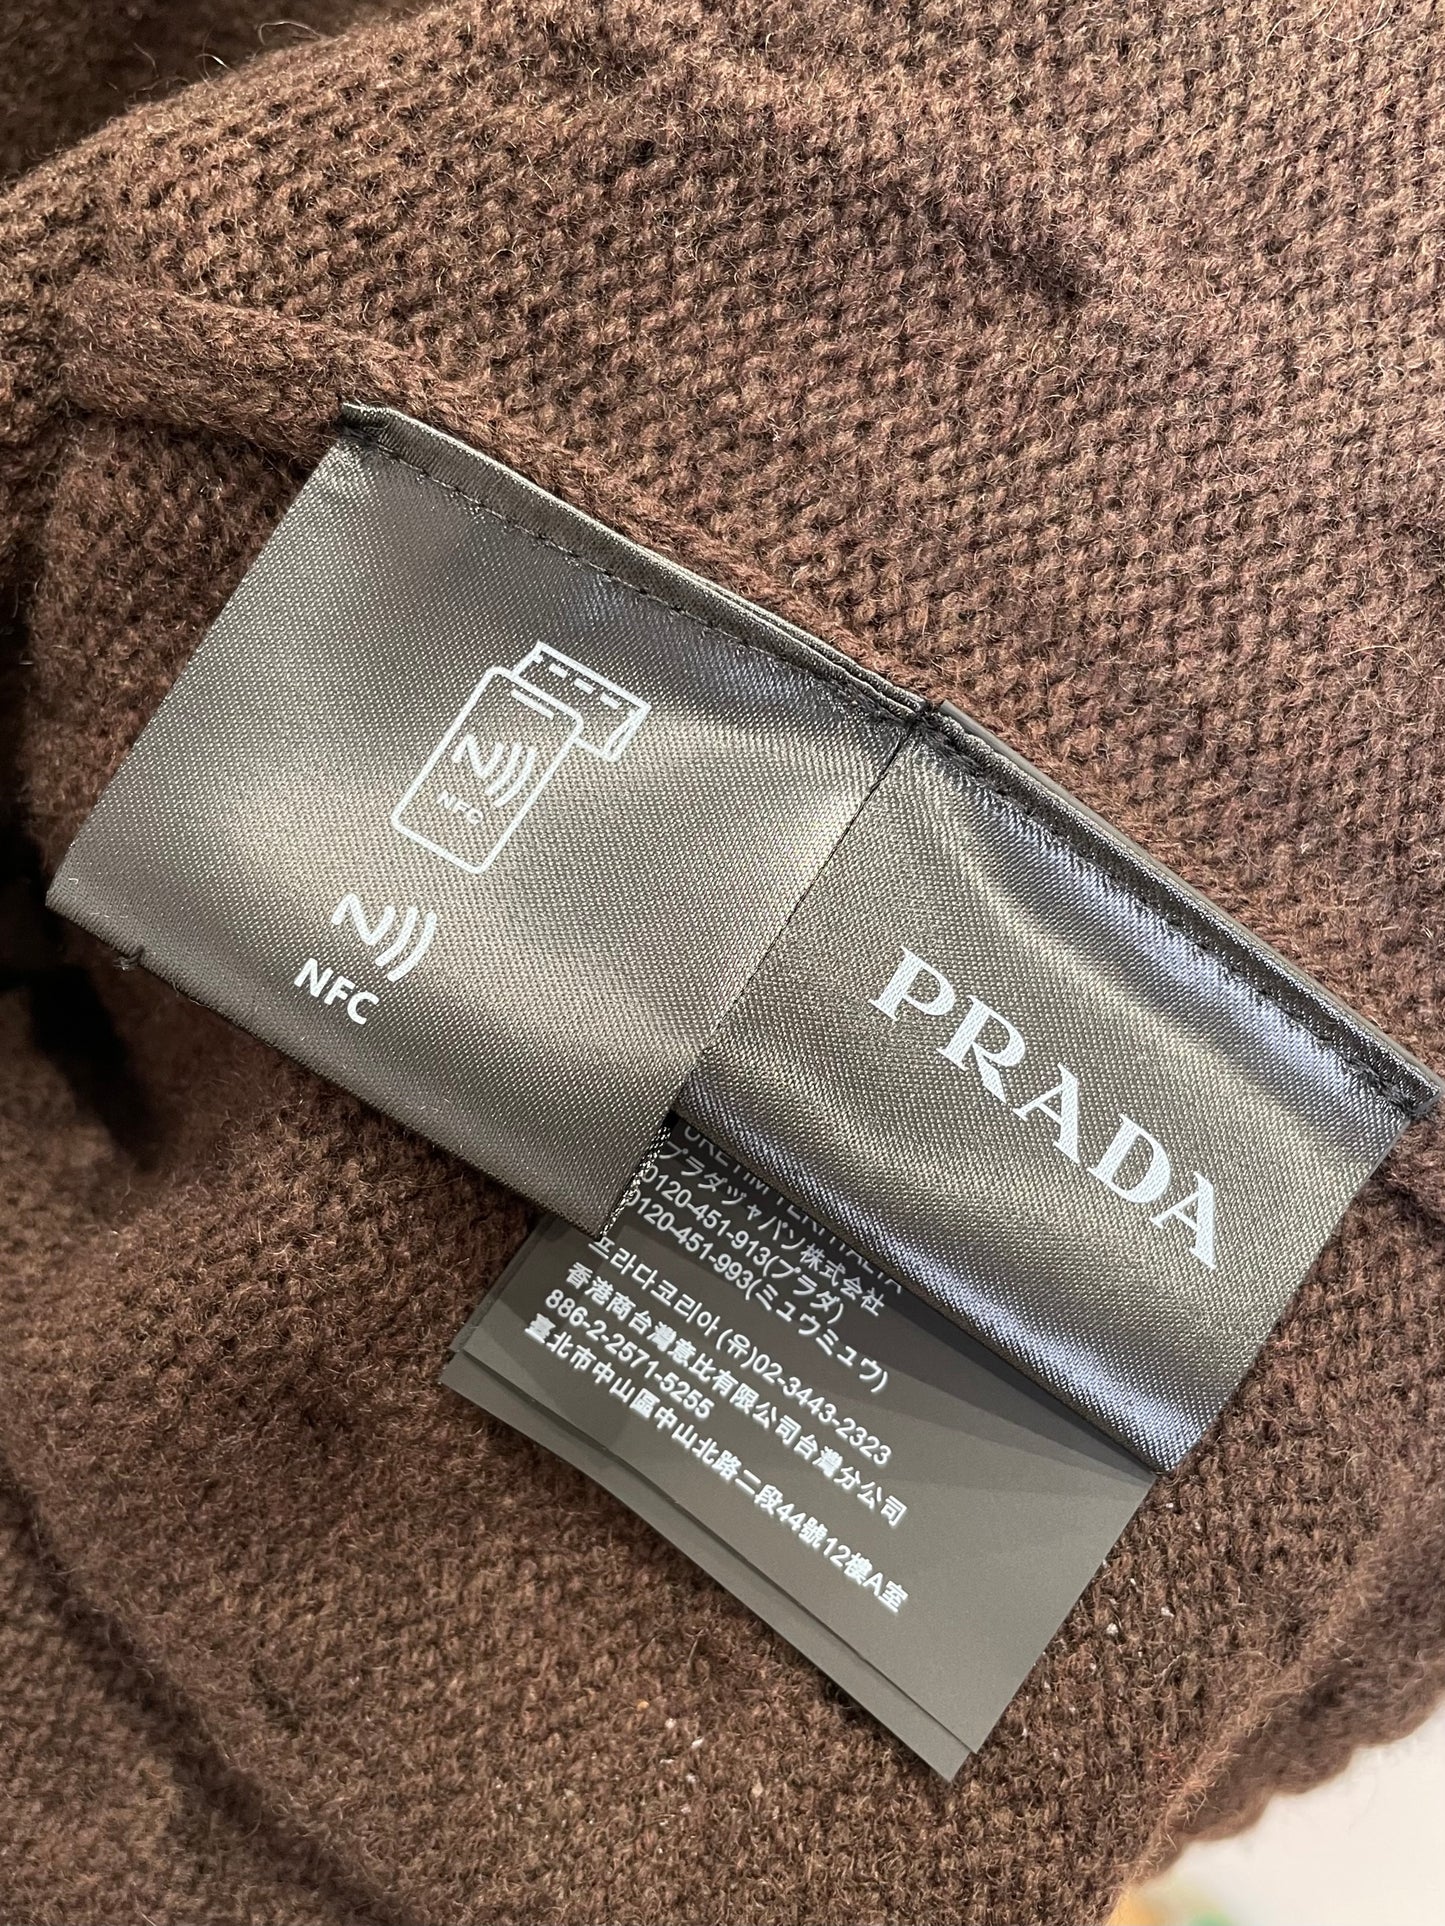 NFC
NFC
PRADA
プラダジャパン株式会社
0120-451-913(プラダ)
0120-451-993(ミュウミュウ)
프라다코리아(유)02-3443-2323
香港商台灣意比有限公司台灣分公司
886-2-2571-5255
臺北市中山區中山北路二段44號12樓A室